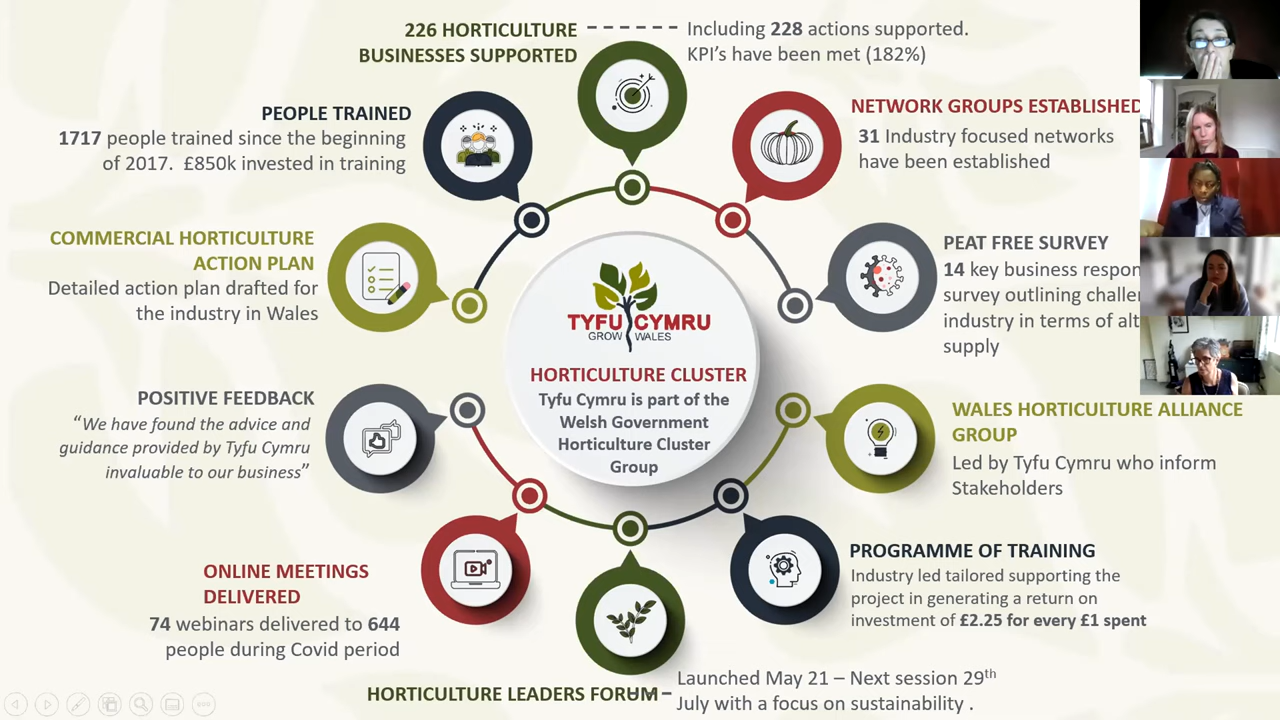 226 HORTICULTURE
BUSINESSES SUPPORTED
Including 228 actions supported.
KPI's have been met (182%)
PEOPLE TRAINED
1717 people trained since the beginning
of 2017. £850k invested in training
NETWORK GROUPS ESTABLISHED
31 Industry focused networks
have been established
COMMERCIAL HORTICULTURE
ACTION PLAN
Detailed action plan drafted for
the industry in Wales
PEAT FREE SURVEY
14 key business
survey outlining
industry in terms of
supply
TYFU CYMRU
GROW WALES
HORTICULTURE CLUSTER
Tyfu Cymru is part of the
Welsh Government
Horticulture Cluster
Group
POSITIVE FEEDBACK
“We have found the advice and
guidance provided by Tyfu Cymru
invaluable to our business”
WALES HORTICULTURE ALLIANCE
GROUP
Led by Tyfu Cymru who inform
Stakeholders
ONLINE MEETINGS
DELIVERED
74 webinars delivered to 644
people during Covid period
PROGRAMME OF TRAINING
Industry led tailored supporting the
project in generating a return on
investment of £2.25 for every £1 spent
HORTICULTURE LEADERS FORUM
Launched May 21 – Next session 29th
July with a focus on sustainability .